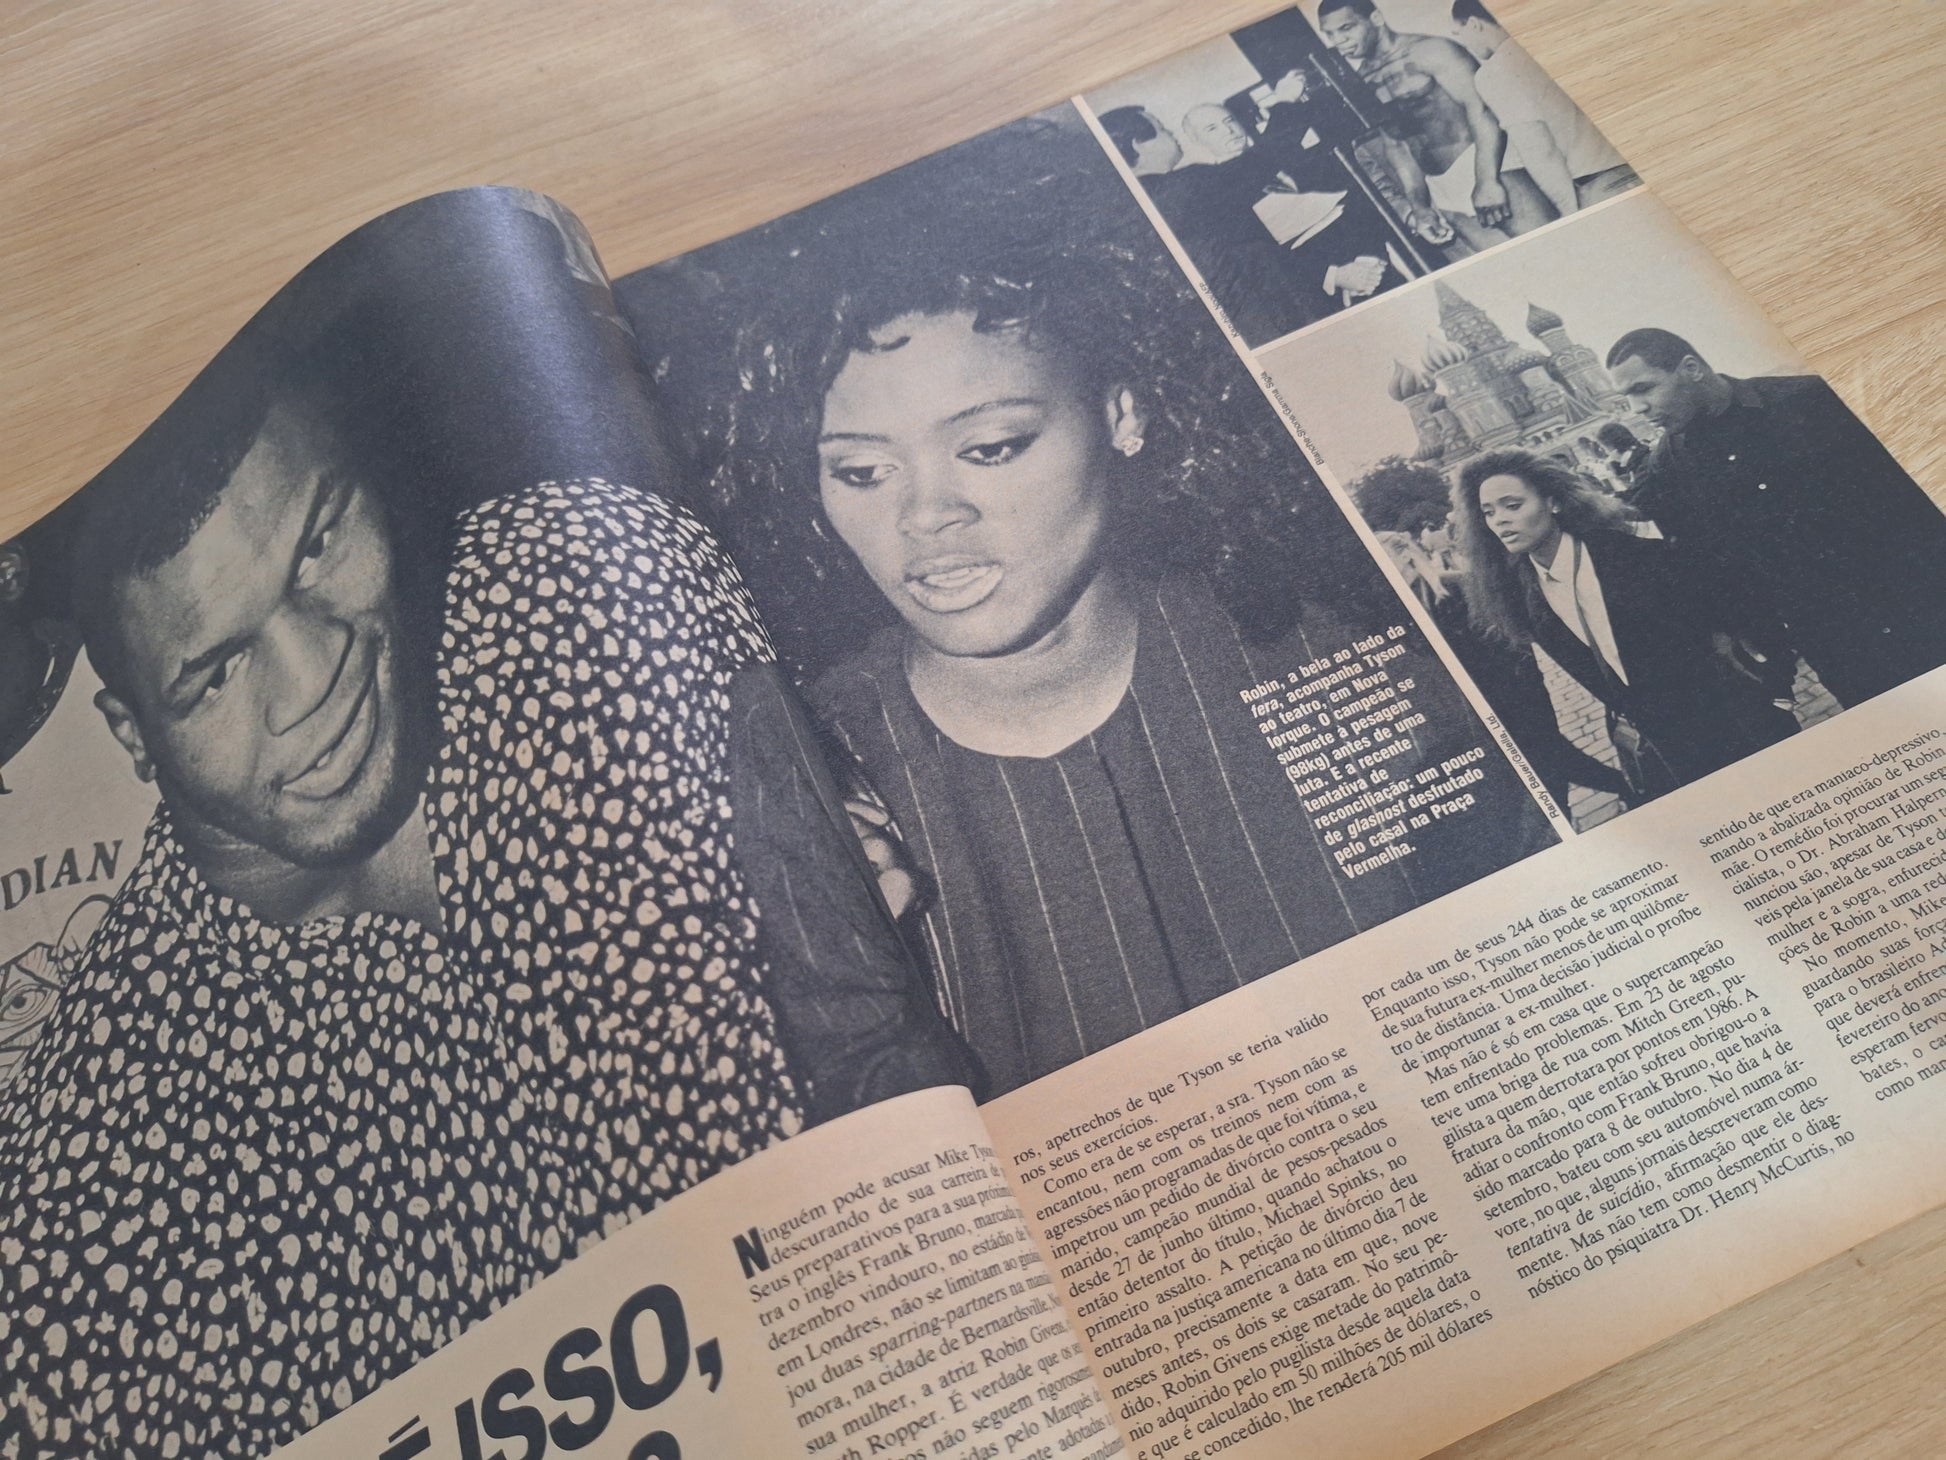 DIAN
É ISSO,
Robin, a bela ao lado da
fera, acompanha Tyson
ao teatro, em Nova
Iorque. O campeão se
submete à pesagem
(98kg) antes de uma
luta. E a recente
tentativa de
reconciliação: um pouco
de glasnost desfrutado
pelo casal na Praça
Vermelha.
Randy Bauer/Galella, Ltd.
Ninguém pode acusar Mike Tyson
descurando de sua carreira de
Seus preparativos para a sua próxima
tra o inglês Frank Bruno, marcada
dezembro vindouro, no estádio de
em Londres, não se limitam ao
jou duas sparring-partners na
mora, na cidade de Bernardsville,
sua mulher, a atriz Robin Givens,
Ropper. É verdade que os
não seguem rigorosamente
pelo Marquês de
adotadas
ros, apetrechos de que Tyson se teria valido
nos seus exercícios.
Como era de se esperar, a sra. Tyson não se
encantou, nem com os treinos nem com as
agressões não programadas de que foi vítima, e
impetrou um pedido de divórcio contra o seu
marido, campeão mundial de pesos-pesados
desde 27 de junho último, quando achatou o
então detentor do título, Michael Spinks, no
primeiro assalto. A petição de divórcio deu
entrada na justiça americana no último dia 7 de
outubro, precisamente a data em que, nove
meses antes, os dois se casaram. No seu pe-
dido, Robin Givens exige metade do patrimô-
nio adquirido pelo pugilista desde aquela data
e que é calculado em 50 milhões de dólares, o
se concedido, lhe renderá 205 mil dólares
por cada um de seus 244 dias de casamento.
Enquanto isso, Tyson não pode se aproximar
de sua futura ex-mulher menos de um quilôme-
tro de distância. Uma decisão judicial o proíbe
de importunar a ex-mulher.
Mas não é só em casa que o supercampeão
tem enfrentado problemas. Em 23 de agosto
teve uma briga de rua com Mitch Green, pu-
gilista a quem derrotara por pontos em 1986. A
fratura da mão, que então sofreu obrigou-o a
adiar o confronto com Frank Bruno, que havia
sido marcado para 8 de outubro. No dia 4 de
setembro, bateu com seu automóvel numa ár-
vore, no que, alguns jornais descreveram como
tentativa de suicídio, afirmação que ele des-
mente. Mas não tem como desmentir o diag-
nóstico do psiquiatra Dr. Henry McCurtis, no
sentido de que era maníaco-depressivo,
mando a abalizada opinião de Robin
mãe. O remédio foi procurar um
cialista, o Dr. Abraham Halpern
nunciou são, apesar de Tyson
veis pela janela de sua casa e
mulher e a sogra, enfurecido
ções de Robin a uma rede
No momento, Mike
guardando suas forças
para o brasileiro
que deverá
fevereiro do ano
esperam
bates, o
como